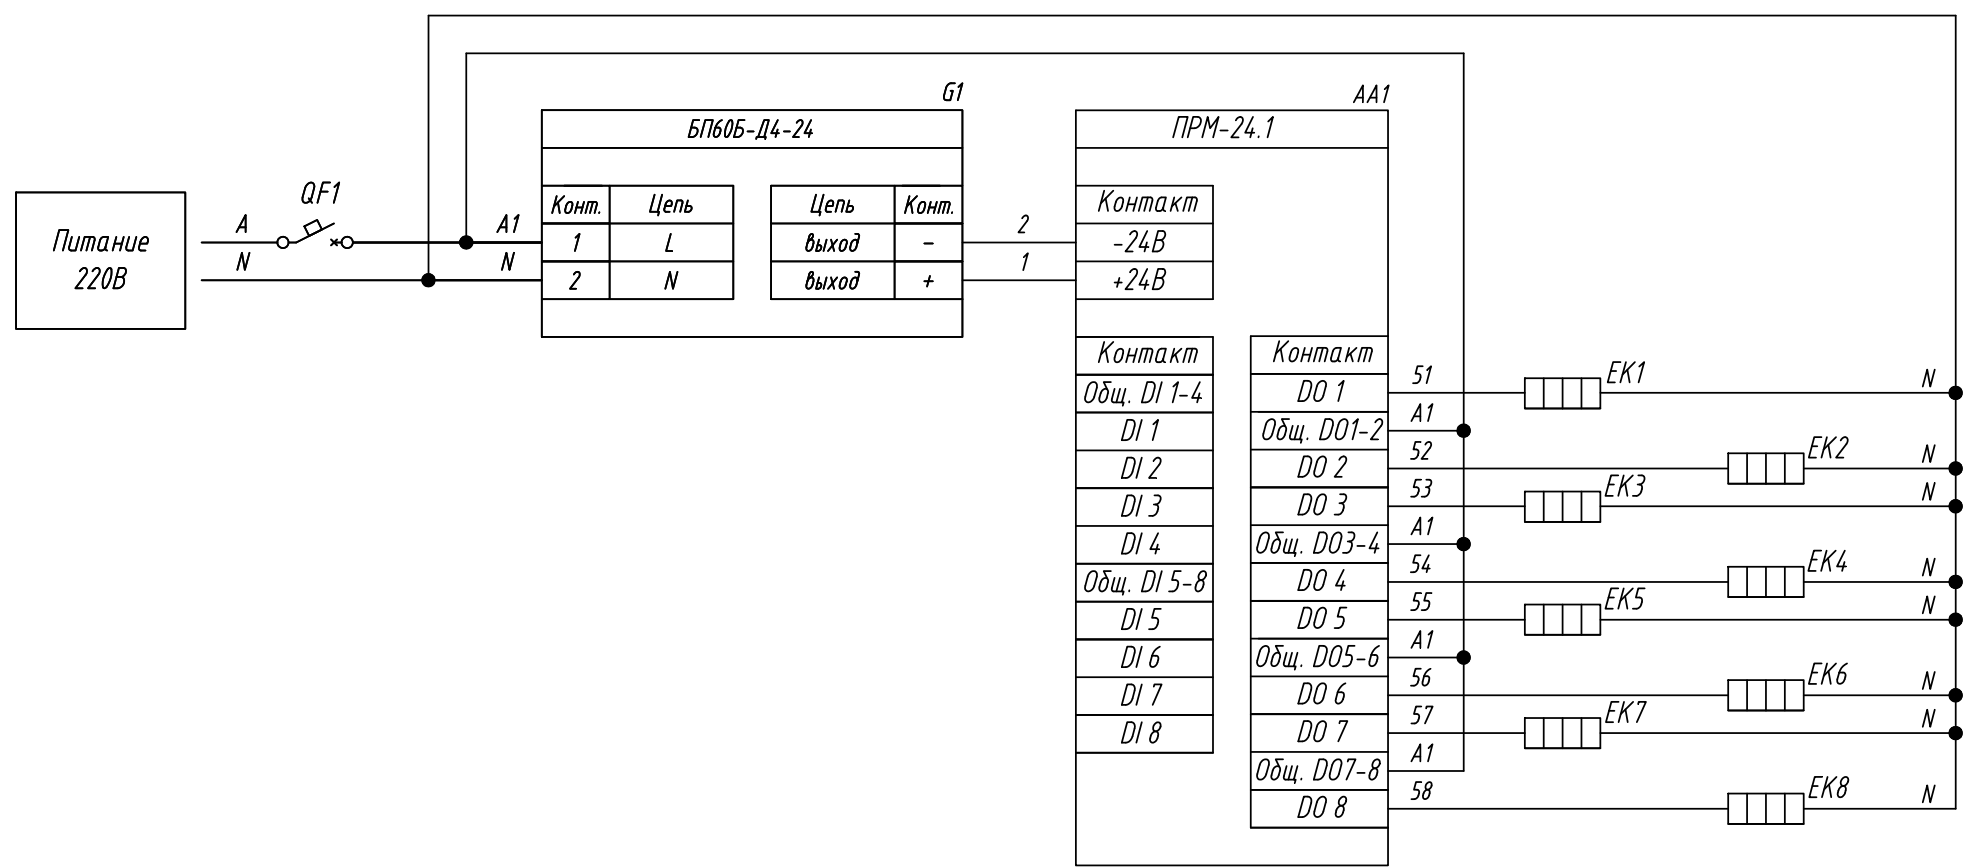 G1
AA1
БП60Б-Д4-24
ПРМ-24.1
QF1
Питание
220В
A
N
A1
N
Конт. Цепь Цепь Конт.
1 L выход -
2 N выход +
2
1
Контакт
-24В
+24В
Контакт
Общ. DI 1-4
DI 1
DI 2
DI 3
DI 4
Общ. DI 5-8
DI 5
DI 6
DI 7
DI 8
Контакт
DO 1 51 EK1 N
Общ. DO1-2 A1
DO 2 52 EK2 N
DO 3 53 EK3 N
Общ. DO3-4 A1
DO 4 54 EK4 N
DO 5 55 EK5 N
Общ. DO5-6 A1
DO 6 56 EK6 N
DO 7 57 EK7 N
Общ. DO7-8 A1
DO 8 58 EK8 N